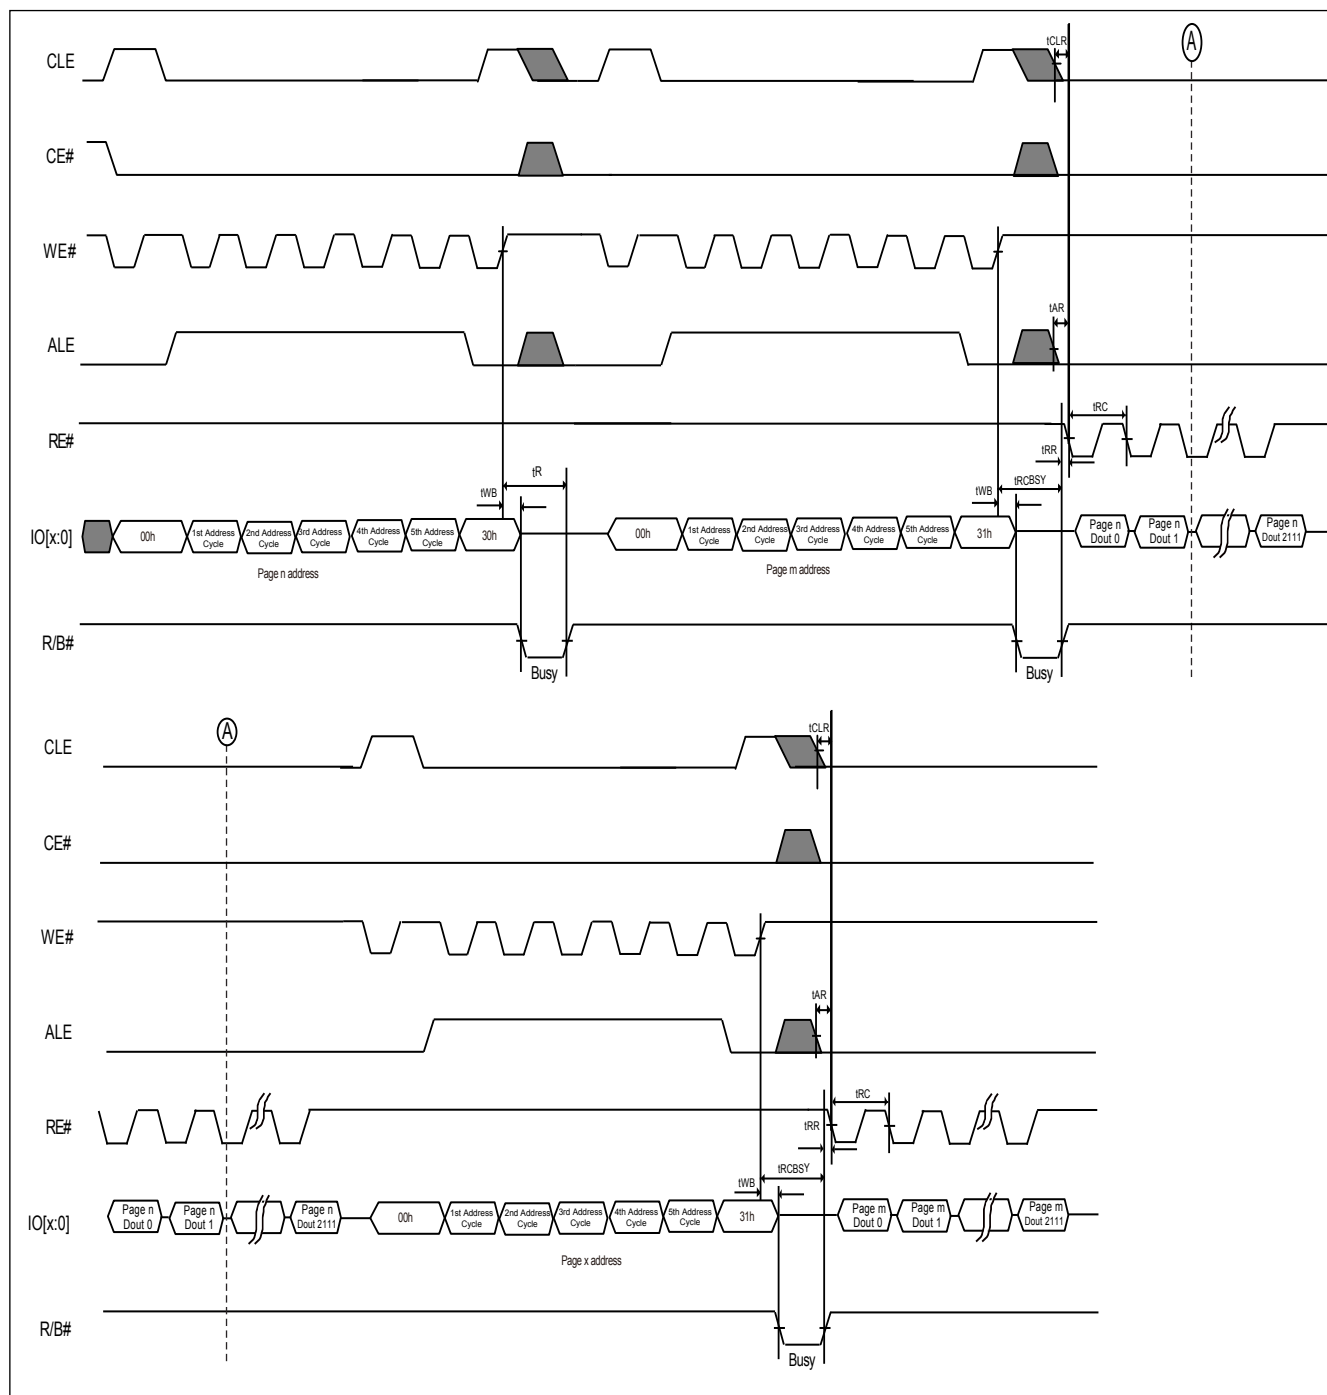 tCLR
A
CLE
CE#
WE#
tAR
ALE
tRC
RE#
tRR
tR
tRCBSY
tWB
tWB
IO[x:0]
00h
1st Address Cycle
2nd Address Cycle
3rd Address Cycle
4th Address Cycle
5th Address Cycle
30h
00h
1st Address Cycle
2nd Address Cycle
3rd Address Cycle
4th Address Cycle
5th Address Cycle
31h
Page n Dout 0
Page n Dout 1
Page n Dout 2111
Page n address
Page m address
R/B#
Busy
Busy
A
tCLR
CLE
CE#
WE#
tAR
ALE
tRC
RE#
tRR
tRCBSY
tWB
IO[x:0]
Page n Dout 0
Page n Dout 1
Page n Dout 2111
00h
1st Address Cycle
2nd Address Cycle
3rd Address Cycle
4th Address Cycle
5th Address Cycle
31h
Page m Dout 0
Page m Dout 1
Page m Dout 2111
Page x address
R/B#
Busy